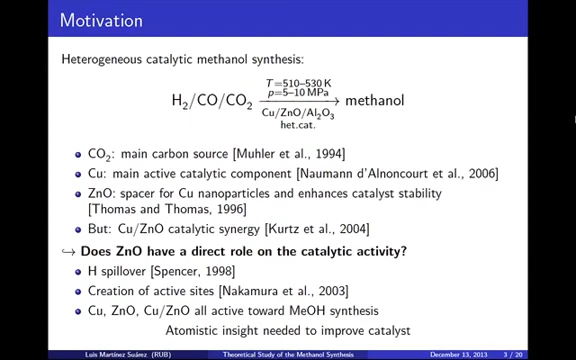 Motivation
Heterogeneous catalytic methanol synthesis:
T=510–530 K
p=5–10 MPa
H₂/CO/CO₂ → methanol
Cu/ZnO/Al₂O₃
het.cat.
CO₂: main carbon source [Muhler et al., 1994]
Cu: main active catalytic component [Naumann d'Alnoncourt et al., 2006]
ZnO: spacer for Cu nanoparticles and enhances catalyst stability
[Thomas and Thomas, 1996]
But: Cu/ZnO catalytic synergy [Kurtz et al., 2004]
↪ Does ZnO have a direct role on the catalytic activity?
H spillover [Spencer, 1998]
Creation of active sites [Nakamura et al., 2003]
Cu, ZnO, Cu/ZnO all active toward MeOH synthesis
Atomistic insight needed to improve catalyst
Luis Martínez Suárez (RUB) Theoretical Study of the Methanol Synthesis December 13, 2013 3 / 20